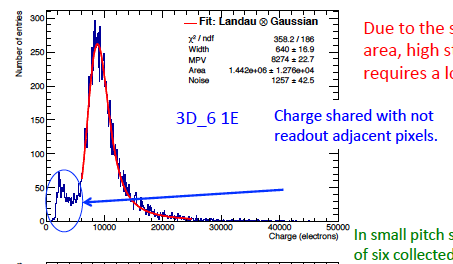 Number of entries
300
250
200
150
100
50
0
Fit: Landau ⊗ Gaussian
χ² / ndf 358.2 / 186
Width 640 ± 16.9
MPV 8274 ± 22.7
Area 1.442e+06 ± 1.276e+04
Noise 1257 ± 42.5
Due to the s
area, high st
requires a lo
3D_6 1E
Charge shared with not
readout adjacent pixels.
0 10000 20000 30000 40000 50000
Charge (electrons)
In small pitch s
of six collected